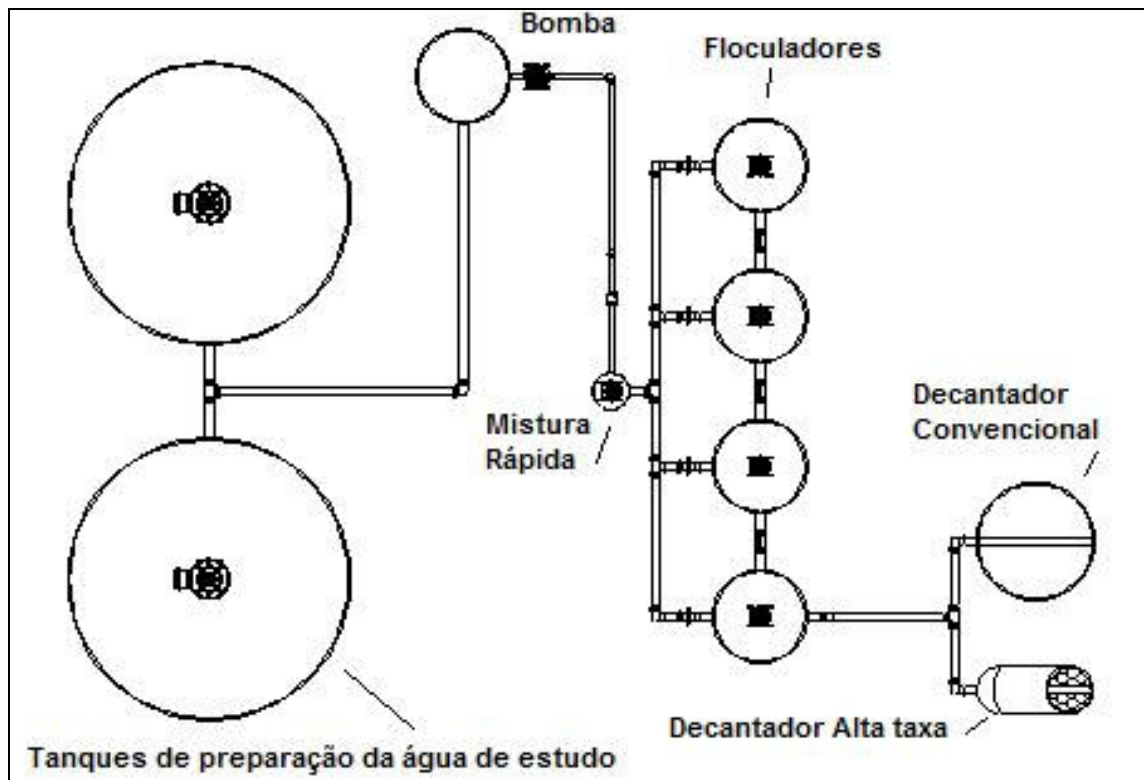 Bomba
Floculadores
Mistura
Rápida
Decantador
Convencional
Decantador Alta taxa
Tanques de preparação da água de estudo